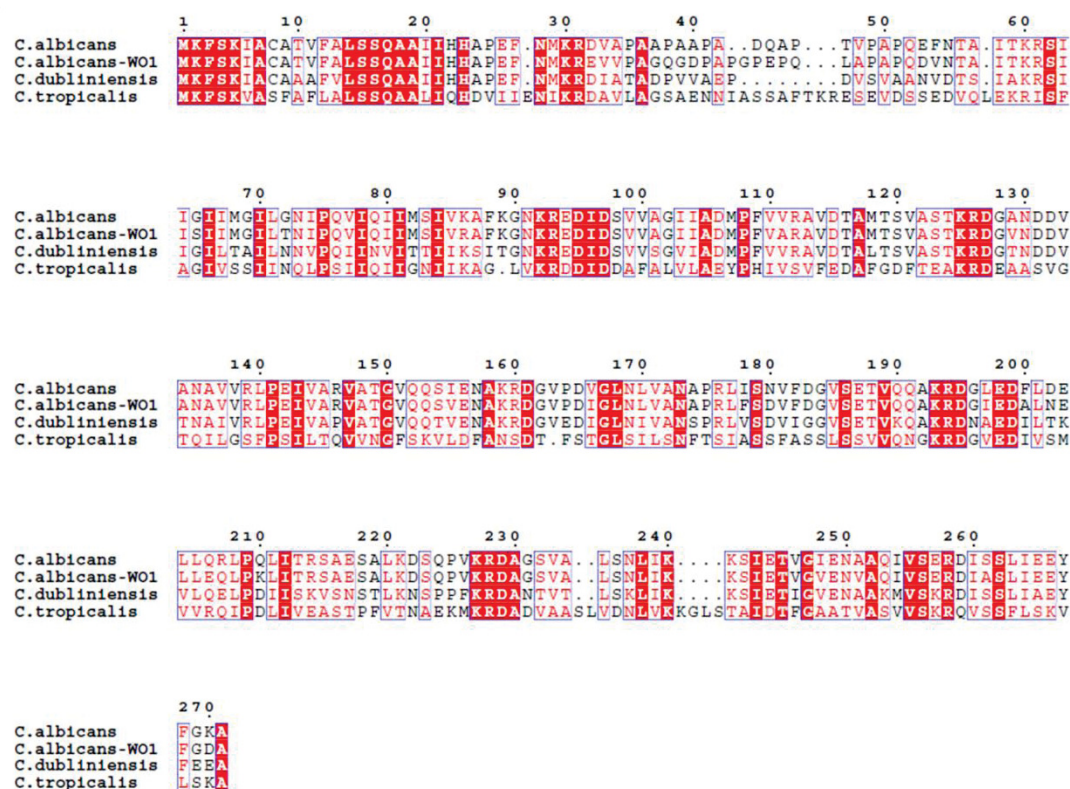 1 10 20 30 40 50 60
C.albicans MKFSKIACATVFALSSQAAIIHHAPEF.NMKRDVAPAAPAAPA..DQAP...TVPAPQEFNTA.ITKRSI
C.albicans-WO1 MKFSKIACATVFALSSQAAIIHHAPEF.NMKREVVPAGQGDPAPGPEPQ...LAPAPQDVNTA.ITKRSI
C.dubliniensis MKFSKIACAAAFVLSSQAAIIHHAPEF.NMKRDIATADPVVAEP........DVSVAANVDTS.IAKRSI
C.tropicalis MKFSKVASFAFLALSSQAALIQHDVIIENIKRDAVLAGSAENNIASSAFTKRESEVDSSEDVQLEKRISF
70 80 90 100 110 120 130
C.albicans IGIIMGILGNIPQVIQIIMSIVKAFKGNKREDIDSVVAGIIADMPFVVRAVDTAMTSVASTKRDGANDDV
C.albicans-WO1 ISIIMGILTNIPQVIQIIMSIVRAFKGNKREDIDSVVAGVIADMPFVVRAVDTAMTSVASTKRDGVNDDV
C.dubliniensis IGILTAILNNVPQIINVITTIIKSITGNKREDIDSVVSGVIADMPFVVRAVDTALTSVASTKRDGTNDDV
C.tropicalis AGIVSSIINQLPSIIQIIGNIIKAG.LVKRDDIDDAFALVLAEYPHIVSVFEDAFGDFTEAKRDEAASVG
140 150 160 170 180 190 200
C.albicans ANAVVRLPEIVARVATGVQQSIENAKRDGVPDVGLNLVANAPRLISNVFDGVSETVQQAKRDGLEDFLDE
C.albicans-WO1 ANAVVRLPEIVARVATGVQQSVENAKRDGVPDIGLNLVANAPRLFSDVFDGVSETVQQAKRDGIEDALNE
C.dubliniensis TNAIVRLPEIVAPVATGVQQTVENAKRDGVEDIGLNIVANSPRLVSDVIGGVSETVKQAKRDNAEDILTK
C.tropicalis TQILGSFPSILTQVVNGFSKVLDFANSDT.FSTGLSILSNFTSIASSFASSLSSVVQNGKRDGVEDIVSM
210 220 230 240 250 260
C.albicans LLQRLPQLITRSAESALKDSQPVKRDAGSVA..LSNLIK....KSIETVGIENAAQIVSERDISSLIEEY
C.albicans-WO1 LLEQLPKLITRSAESALKDSQPVKRDAGSVA..LSNLIK....KSIETVGVENVAQIVSERDIASLIEEY
C.dubliniensis VLQELPDIISKVSNSTLKNSPPFKRDANTVT..LSKLIK....KSIETIGVENAAKMVSKRDISSLIAEY
C.tropicalis VVRQIPDLIVEASTPFVTNAEKMKRDADVAASLVDNLVKKGLSTAIDTFGAATVASVVSKRQVSSFLSKV
270
C.albicans FGKA
C.albicans-WO1 FGDA
C.dubliniensis FEEA
C.tropicalis LSKA